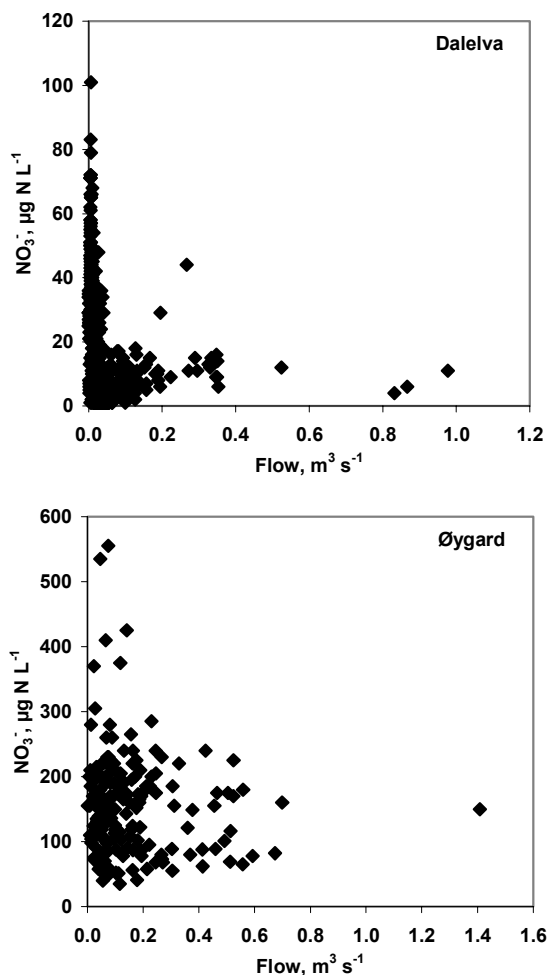 120
Dalelva
100
80
60
40
20
0
NO₃⁻, µg N L⁻¹
0.0 0.2 0.4 0.6 0.8 1.0 1.2
Flow, m³ s⁻¹
600
Øygard
500
400
300
200
100
0
NO₃⁻, µg N L⁻¹
0.0 0.2 0.4 0.6 0.8 1.0 1.2 1.4 1.6
Flow, m³ s⁻¹